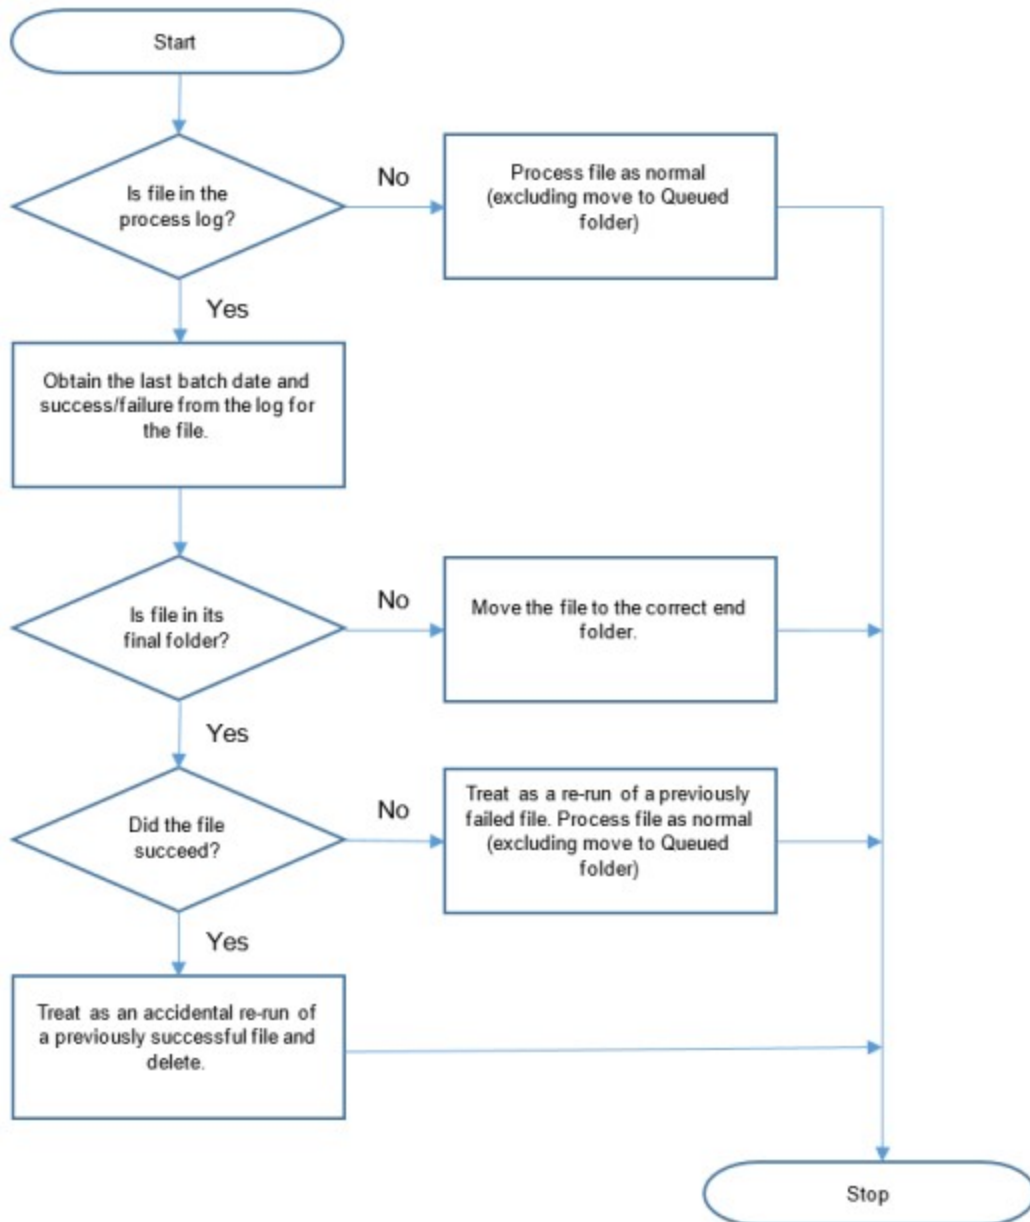 Start
Is file in the
process log?
No
Process file as normal
(excluding move to Queued
folder)
Yes
Obtain the last batch date and
success/failure from the log for
the file.
Is file in its
final folder?
No
Move the file to the correct end
folder.
Yes
Did the file
succeed?
No
Treat as a re-run of a previously
failed file. Process file as normal
(excluding move to Queued
folder)
Yes
Treat as an accidental re-run of
a previously successful file and
delete.
Stop